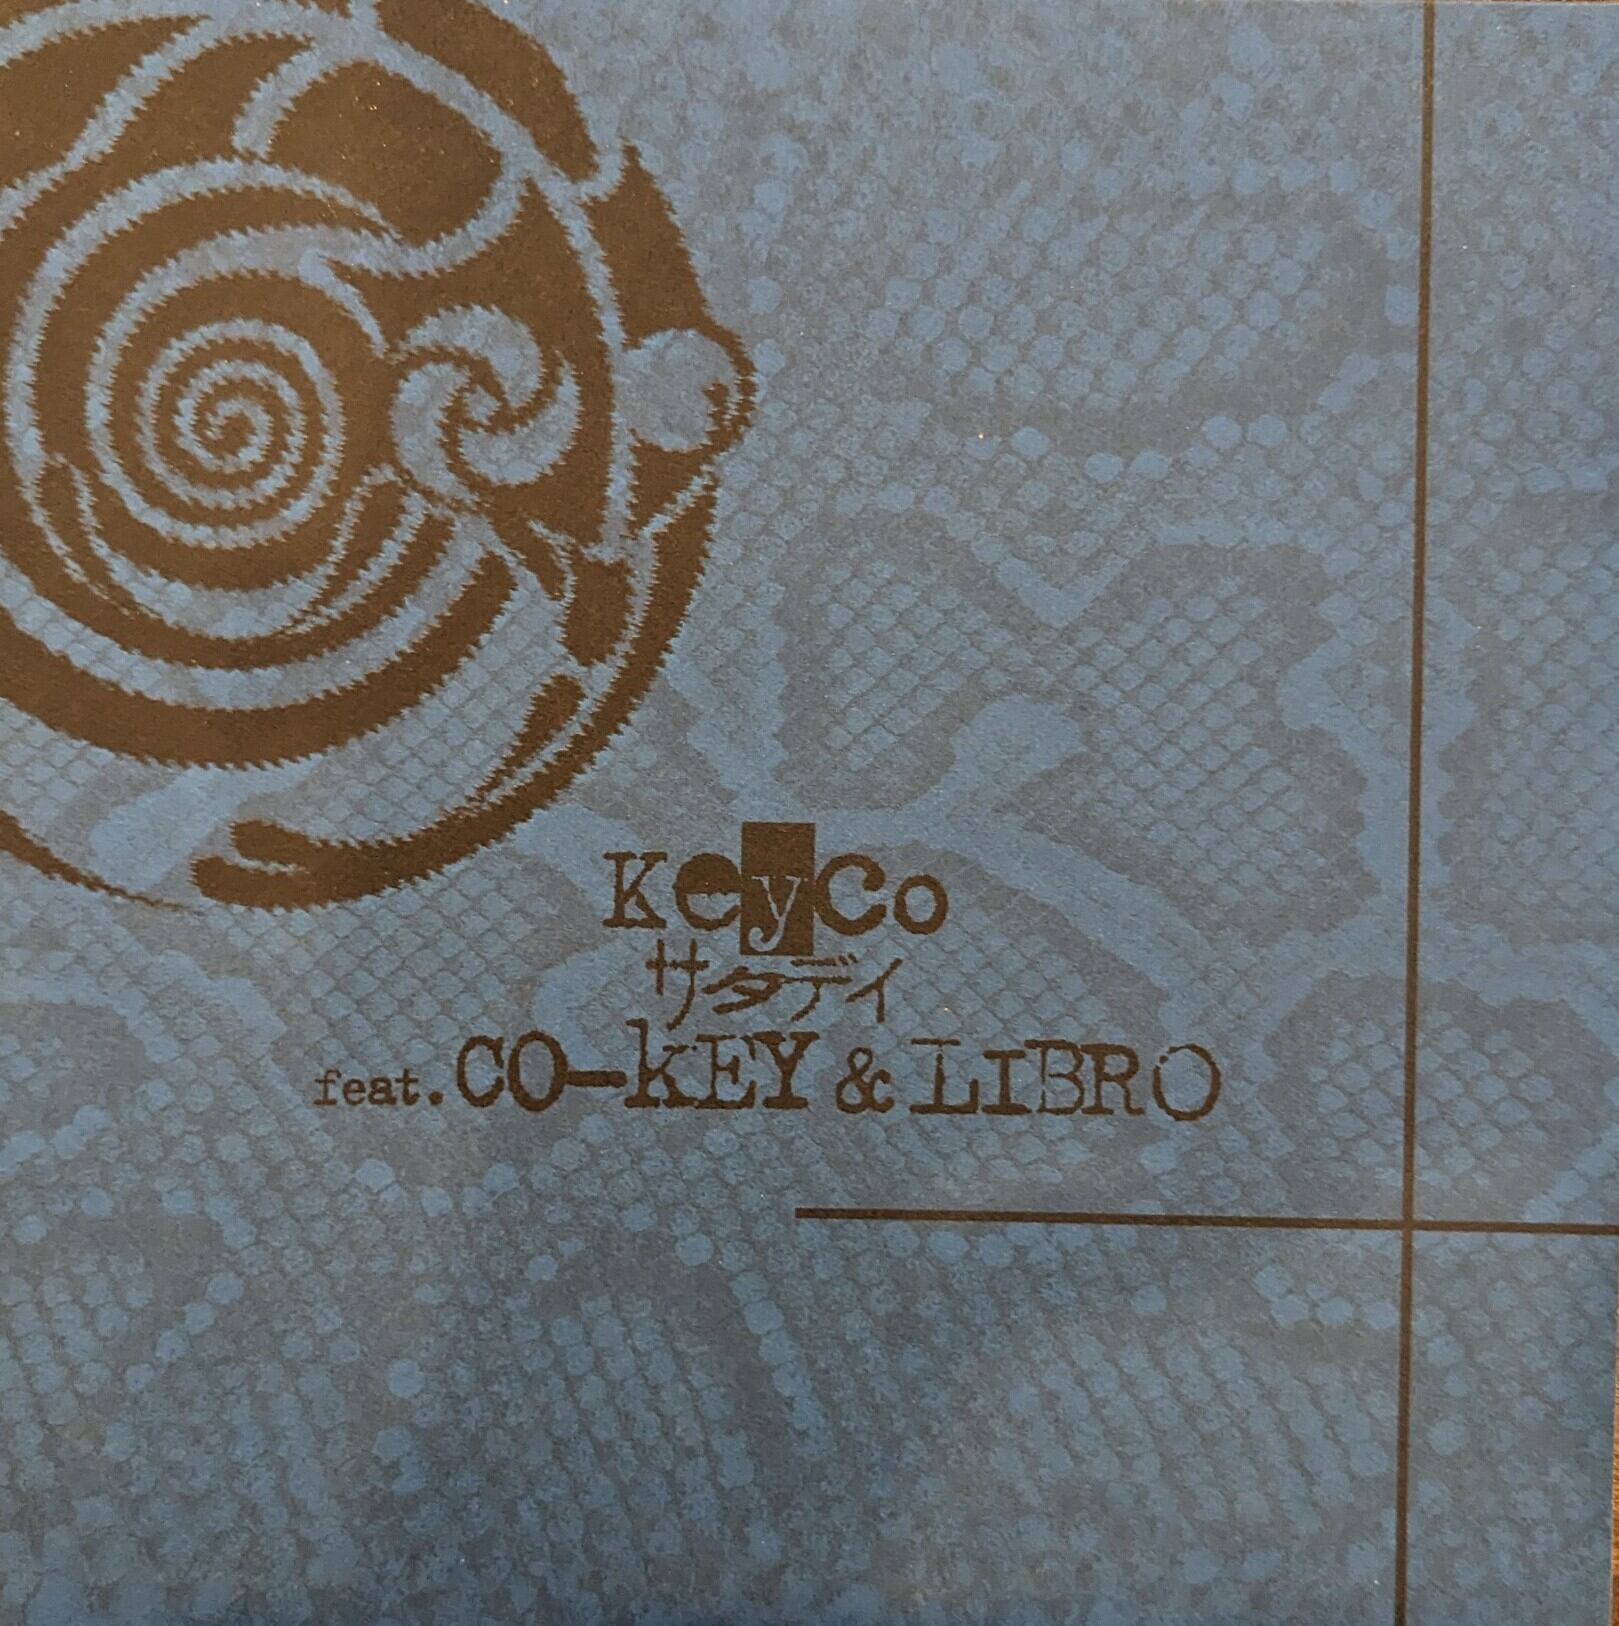 Keyco
サタデイ
feat. CO-KEY & LIBRO